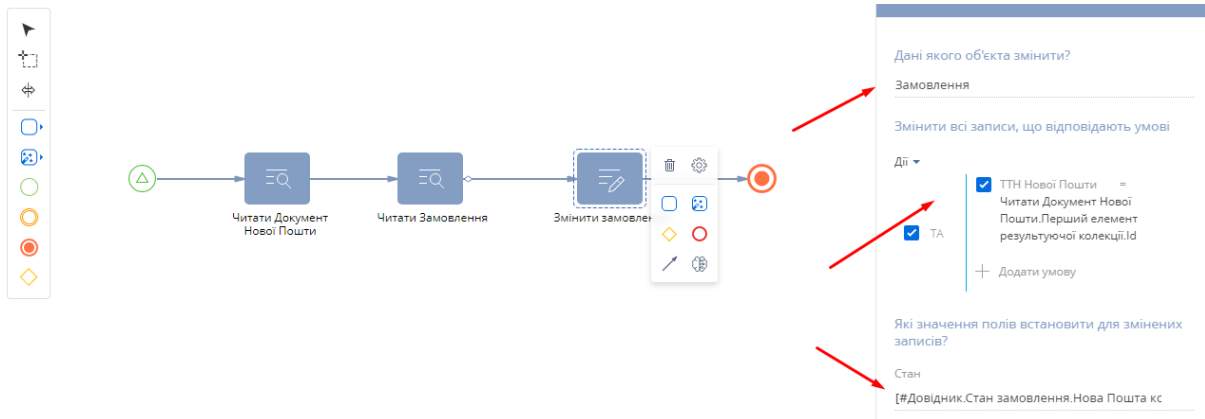 Дані якого об'єкта змінити?
Замовлення
Змінити всі записи, що відповідають умові
Дії
ТТН Нової Пошти =
Читати Документ Нової
Пошти.Перший елемент
результуючої колекції.Id
ТА
Додати умову
Які значення полів встановити для змінених
записів?
Стан
[#Довідник.Стан замовлення.Нова Пошта кс
Читати Документ
Нової Пошти
Читати Замовлення
Змінити замовлен